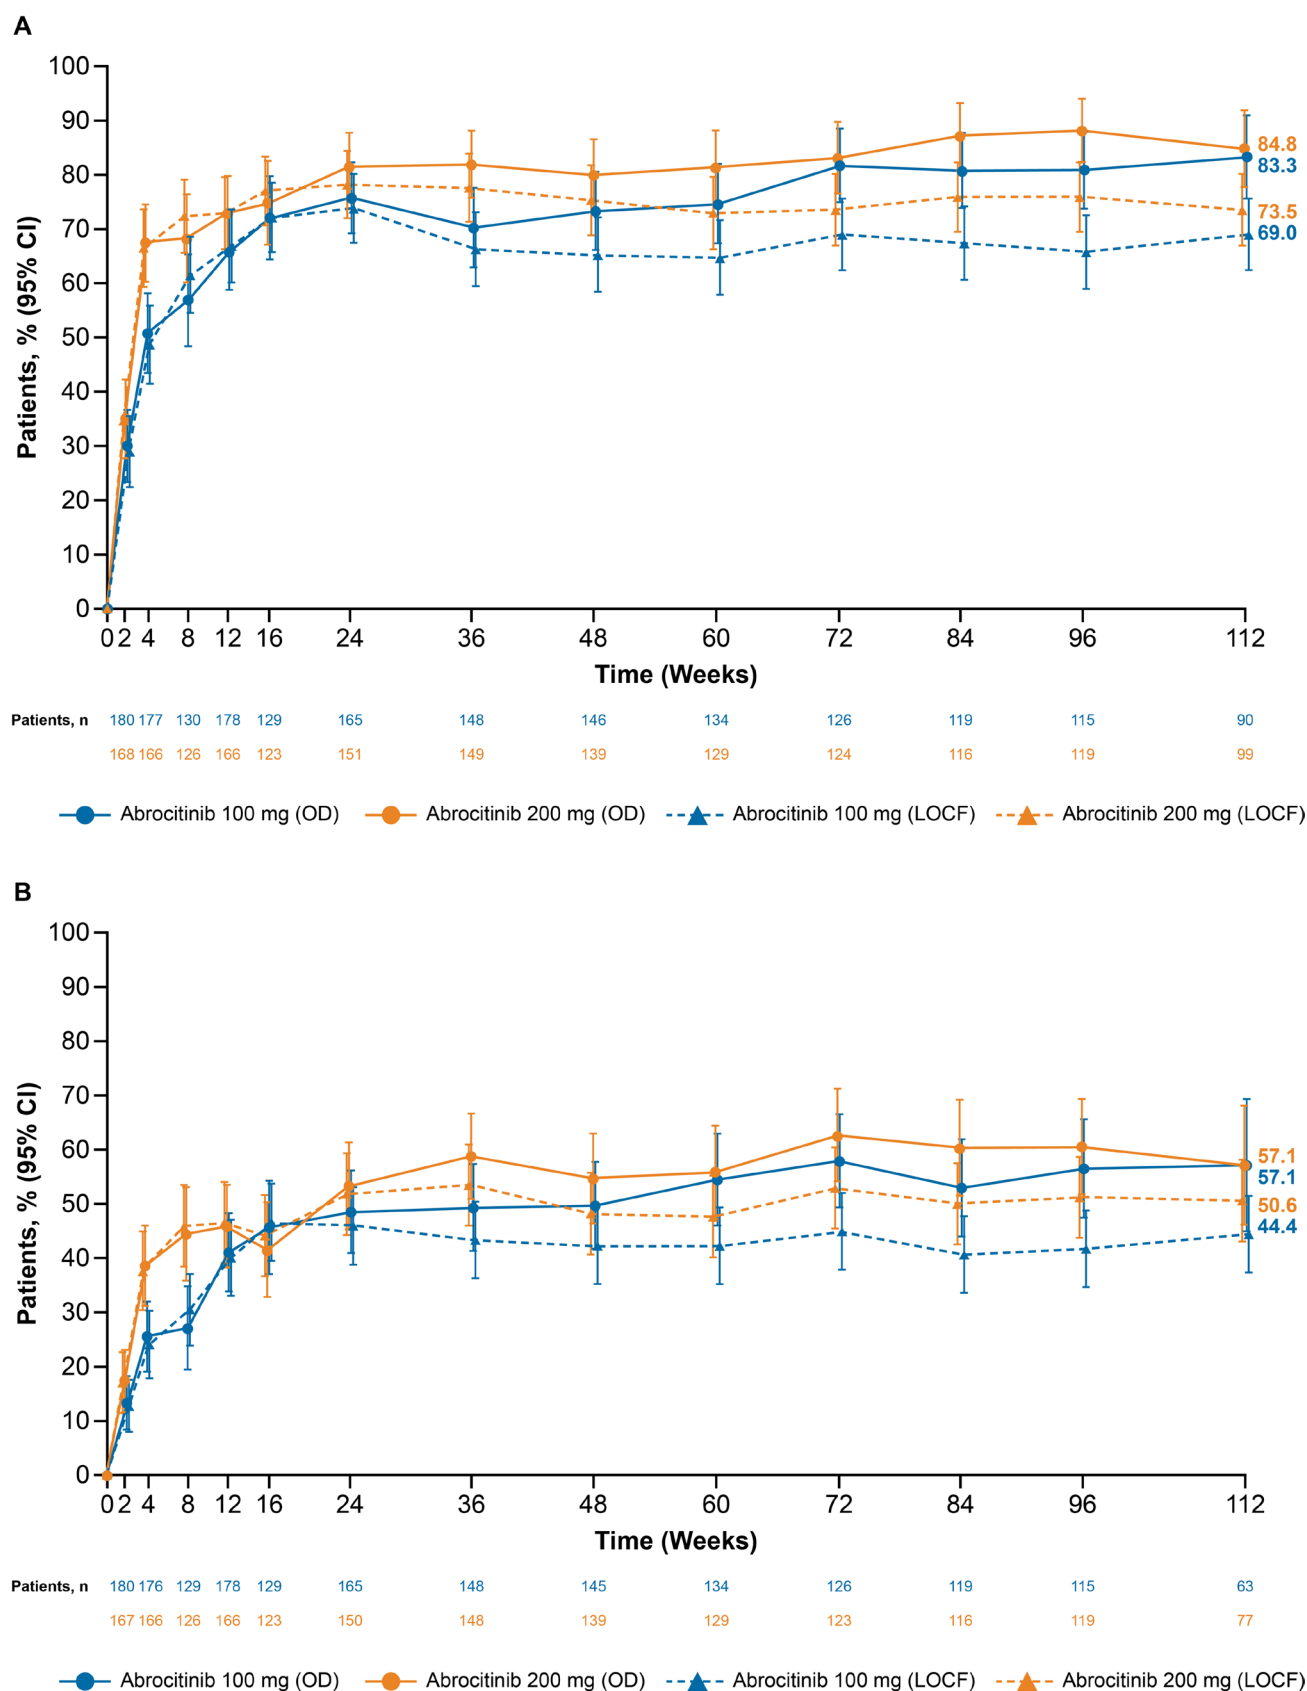 A
Patients, % (95% CI)
100
90
80
70
60
50
40
30
20
10
0
84.8
83.3
73.5
69.0
0 2 4 8 12 16 24 36 48 60 72 84 96 112
Time (Weeks)
Patients, n 180 177 130 178 129 165 148 146 134 126 119 115 90
168 166 126 166 123 151 149 139 129 124 116 119 99
Abrocitinib 100 mg (OD) Abrocitinib 200 mg (OD) Abrocitinib 100 mg (LOCF) Abrocitinib 200 mg (LOCF)
B
Patients, % (95% CI)
100
90
80
70
60
50
40
30
20
10
0
57.1
57.1
50.6
44.4
0 2 4 8 12 16 24 36 48 60 72 84 96 112
Time (Weeks)
Patients, n 180 176 129 178 129 165 148 145 134 126 119 115 63
167 166 126 166 123 150 148 139 129 123 116 119 77
Abrocitinib 100 mg (OD) Abrocitinib 200 mg (OD) Abrocitinib 100 mg (LOCF) Abrocitinib 200 mg (LOCF)